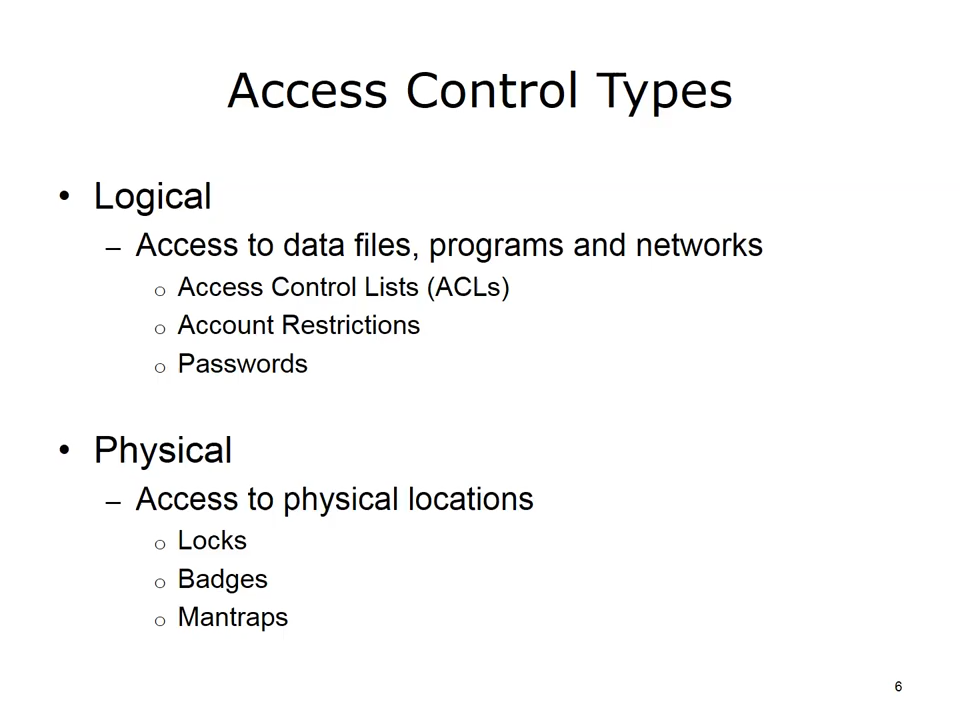 Access Control Types
• Logical
– Access to data files, programs and networks
o Access Control Lists (ACLs)
o Account Restrictions
o Passwords
• Physical
– Access to physical locations
o Locks
o Badges
o Mantraps
6